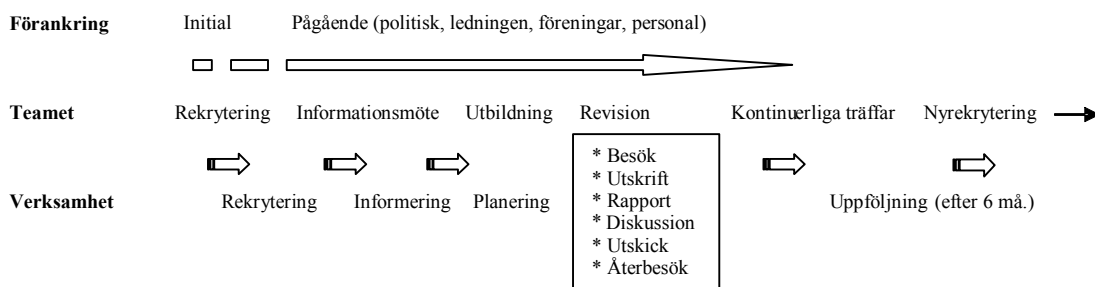 Förankring Initial Pågående (politisk, ledningen, föreningar, personal)
Teamet Rekrytering Informationsmöte Utbildning Revision Kontinuerliga träffar Nyrekrytering
* Besök
* Utskrift
Verksamhet Rekrytering Informering Planering * Rapport Uppföljning (efter 6 må.)
* Diskussion
* Utskick
* Återbesök